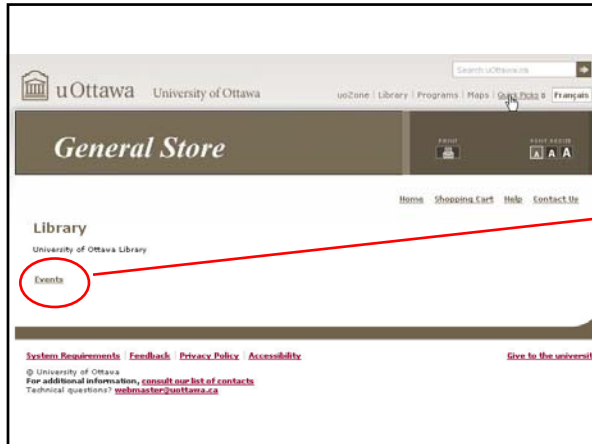 Search uOttawa.ca
uOttawa University of Ottawa
uoZone | Library | Programs | Maps | Quick Picks Français
General Store
PRINT
FONT RESIZE
A A A
Home Shopping Cart Help Contact Us
Library
University of Ottawa Library
Events
System Requirements | Feedback | Privacy Policy | Accessibility
Give to the universit
© University of Ottawa
For additional information, consult our list of contacts
Technical questions? webmaster@uottawa.ca